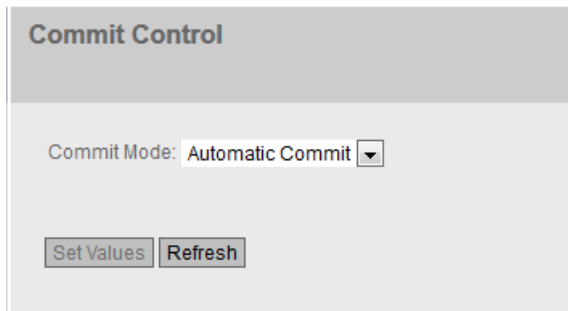 Commit Control
Commit Mode: Automatic Commit
Set Values Refresh